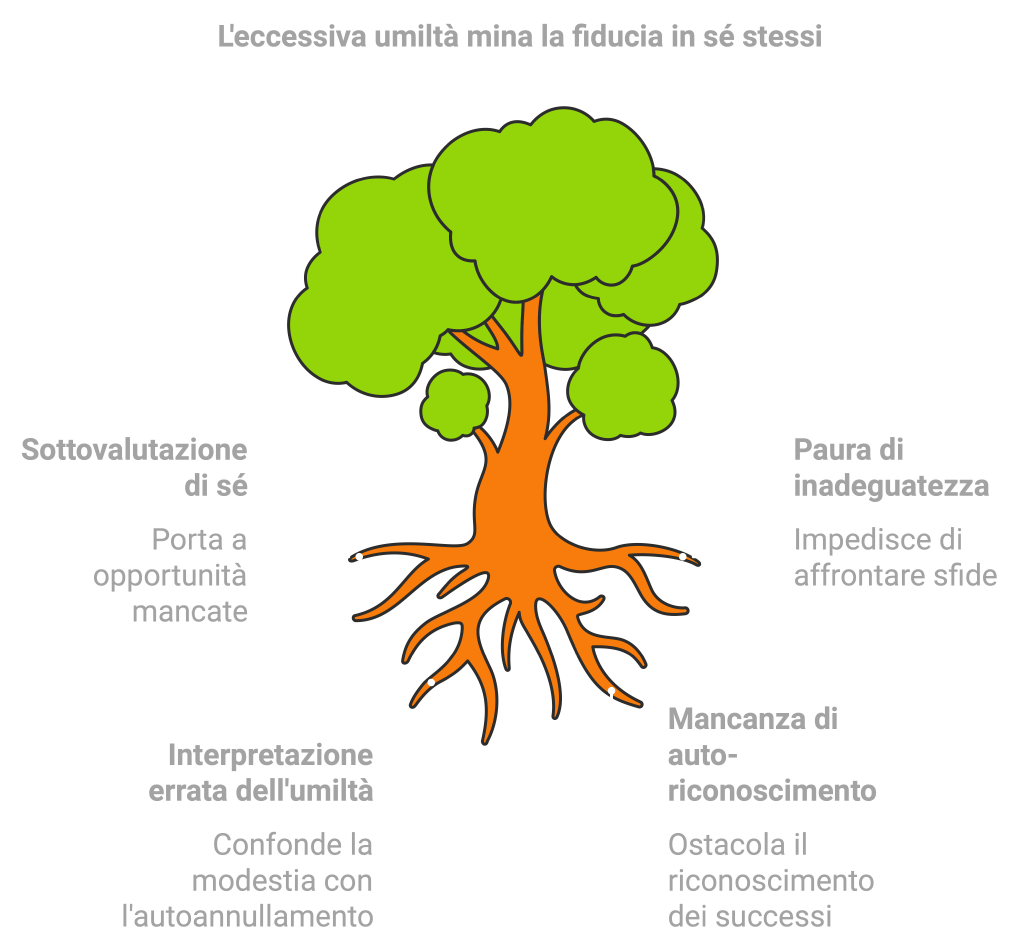 L'eccessiva umiltà mina la fiducia in sé stessi
Sottovalutazione
di sé
Porta a
opportunità
mancate
Paura di
inadeguatezza
Impedisce di
affrontare sfide
Interpretazione
errata dell'umiltà
Confonde la
modestia con
l'autoannullamento
Mancanza di
auto-
riconoscimento
Ostacola il
riconoscimento
dei successi